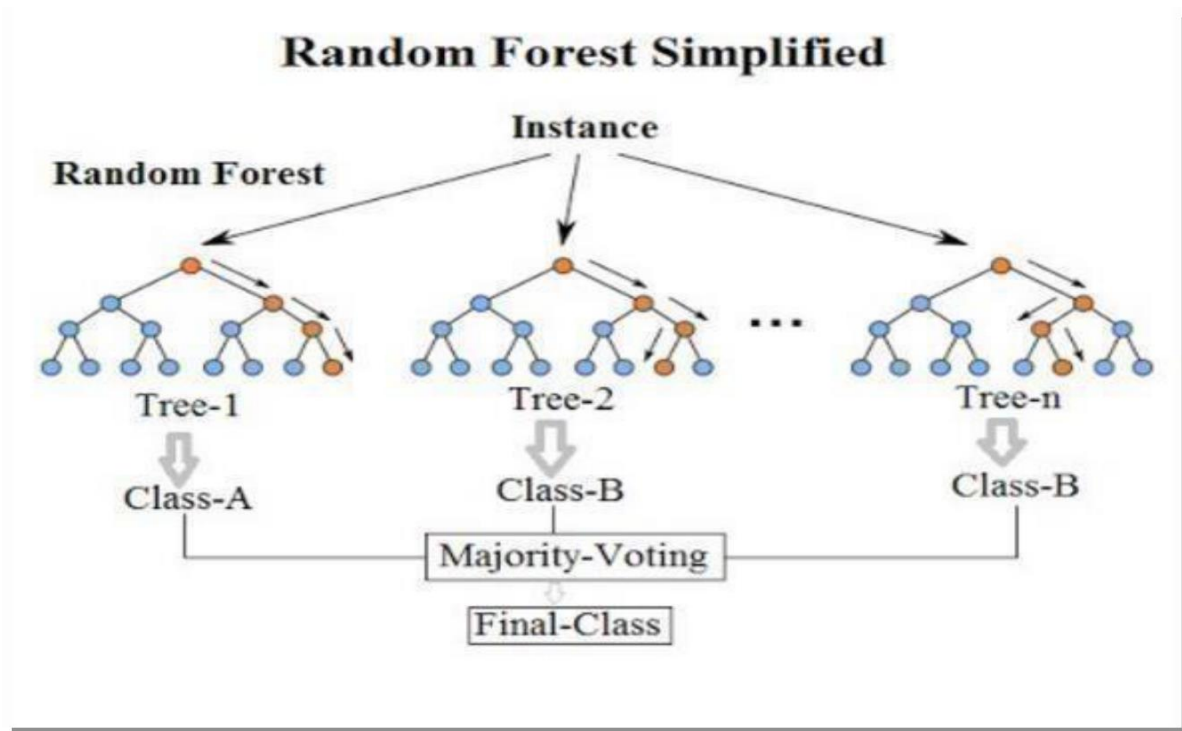 Random Forest Simplified
Instance
Random Forest
...
Tree-1
Tree-2
Tree-n
Class-A
Class-B
Class-B
Majority-Voting
Final-Class